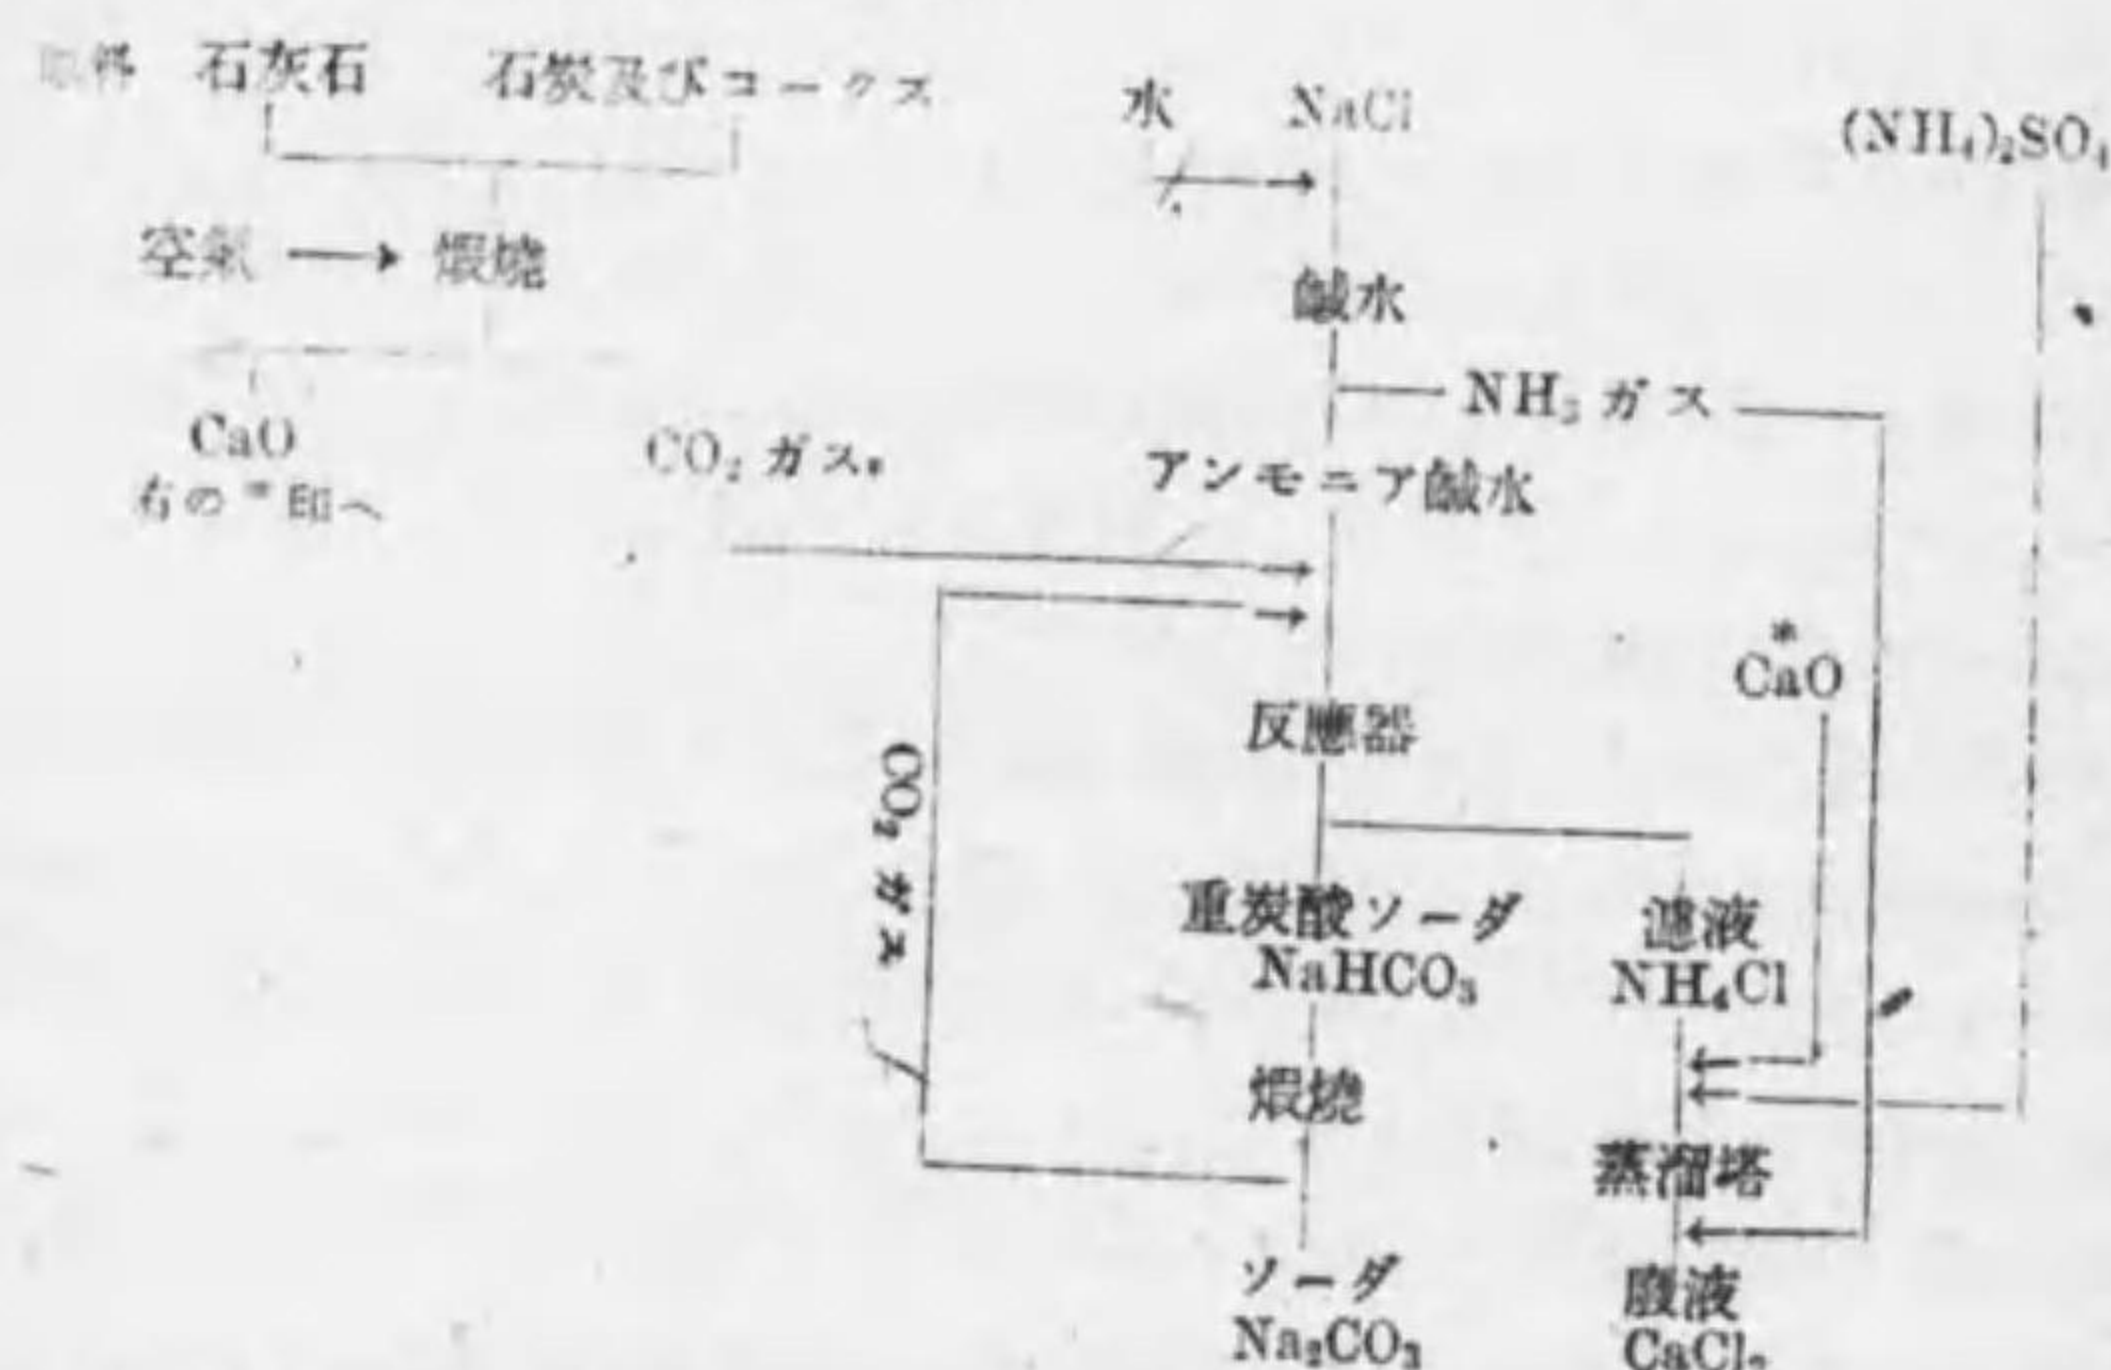 石灰石 石炭及びコークス
水 NaCl
(NH₄)₂SO₄
空氣 煆燒
鹹水
NH₃ ガス
CaO
右の * 印へ
CO₂ ガス
アンモニア鹹水
*
CaO
反應器
CO₂ ガス
重炭酸ソーダ
NaHCO₃
濾液
NH₄Cl
煆燒
蒸溜塔
ソーダ
Na₂CO₃
廢液
CaCl₂